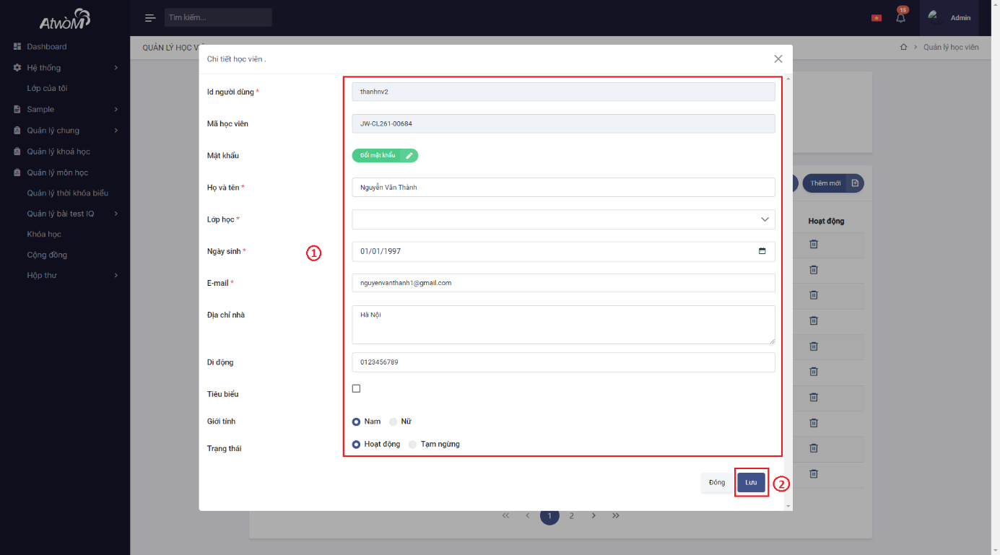 AtwòM
Tìm kiếm...
15
Admin
Dashboard
Hệ thống
Lớp của tôi
Sample
Quản lý chung
Quản lý khoá học
Quản lý môn học
Quản lý thời khóa biểu
Quản lý bài test IQ
Khóa học
Cộng đồng
Hộp thư
QUẢN LÝ HỌC V
Quản lý học viên
Chi tiết học viên .
Id người dùng *
thanhnv2
Mã học viên
JW-CL261-00684
Mật khẩu
Đổi mật khẩu
Họ và tên *
Nguyễn Văn Thành
Lớp học *
Ngày sinh *
01/01/1997
1
E-mail *
nguyenvanthanh1@gmail.com
Địa chỉ nhà
Hà Nội
Di động
0123456789
Tiêu biểu
Giới tính
Nam
Nữ
Trạng thái
Hoạt động
Tạm ngừng
Đóng
Lưu
2
Thêm mới
Hoạt động
« ‹ 1 2 › »